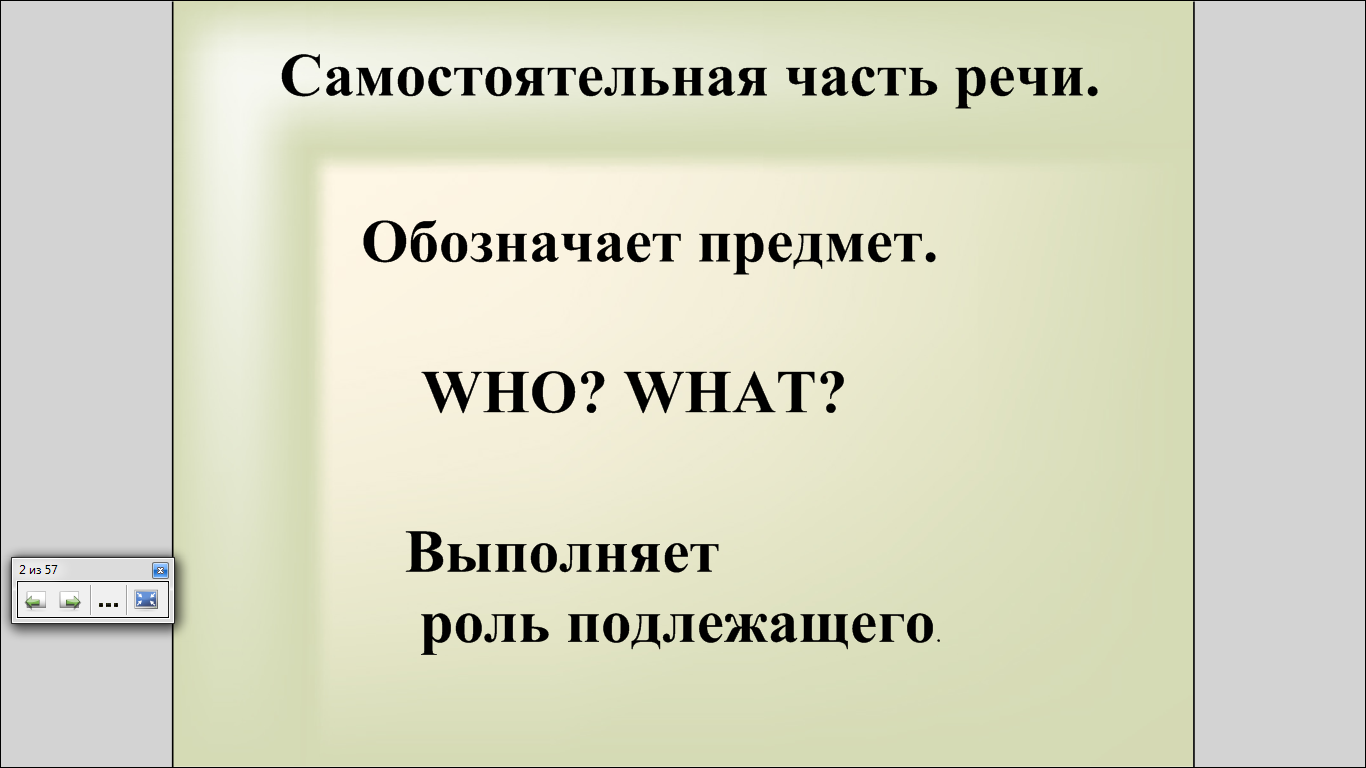 Самостоятельная часть речи.
Обозначает предмет.
WHO? WHAT?
Выполняет
роль подлежащего.
2 из 57